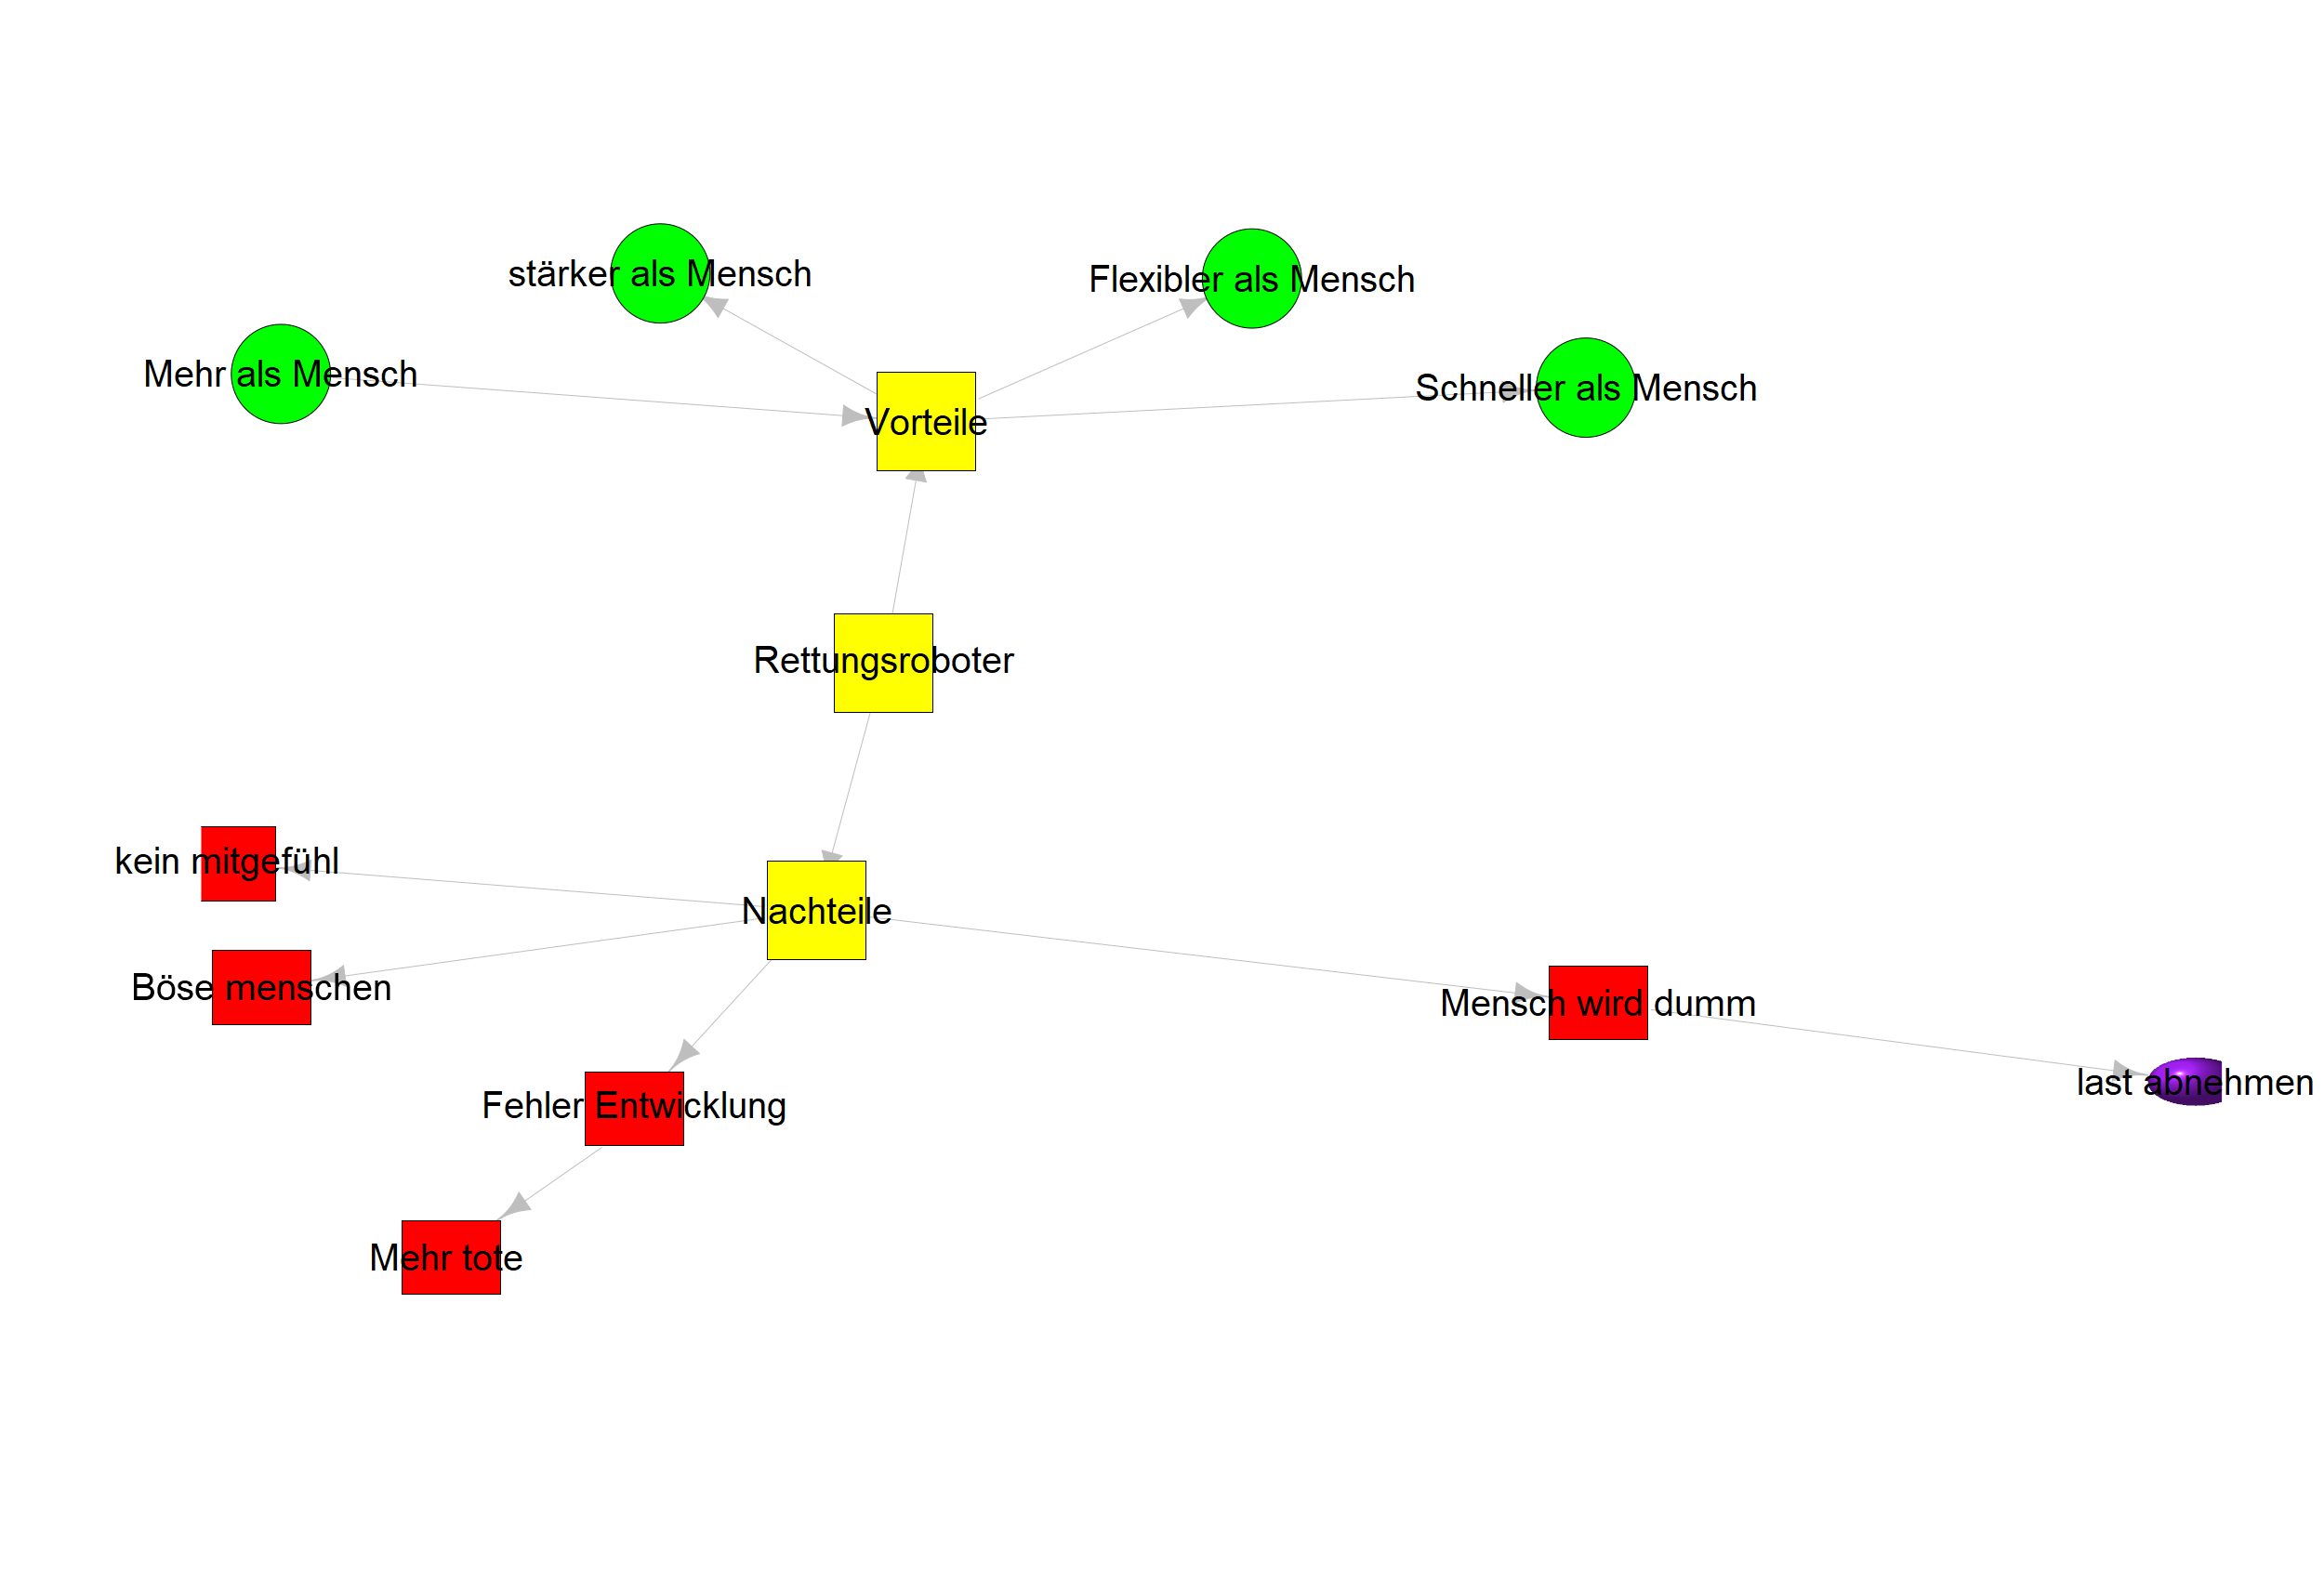 stärker als Mensch
Flexibler als Mensch
Mehr als Mensch
Schneller als Mensch
Vorteile
Rettungsroboter
kein mitgefühl
Nachteile
Böse menschen
Mensch wird dumm
last abnehmen
Fehler Entwicklung
Mehr tote